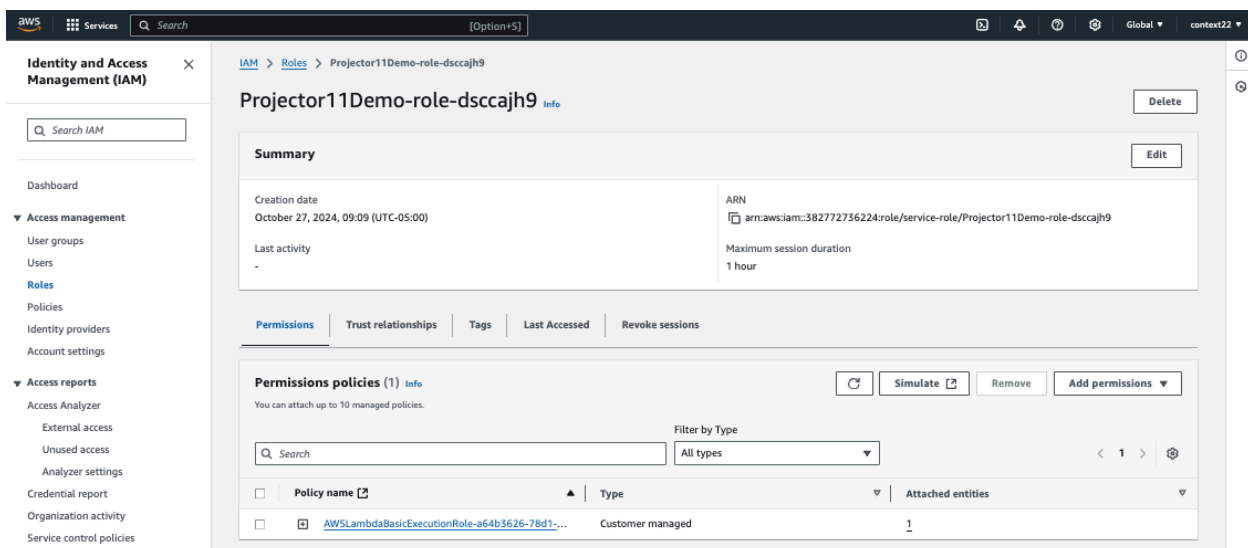 aws Services Search [Option+S] Global context22
Identity and Access Management (IAM)
Search IAM
Dashboard
Access management
User groups
Users
Roles
Policies
Identity providers
Account settings
Access reports
Access Analyzer
External access
Unused access
Analyzer settings
Credential report
Organization activity
Service control policies
IAM > Roles > Projector11Demo-role-dsccajh9
Projector11Demo-role-dsccajh9 Info
Delete
Summary
Edit
Creation date
October 27, 2024, 09:09 (UTC-05:00)
Last activity
-
ARN
arn:aws:iam::382772736224:role/service-role/Projector11Demo-role-dsccajh9
Maximum session duration
1 hour
Permissions Trust relationships Tags Last Accessed Revoke sessions
Permissions policies (1) Info
You can attach up to 10 managed policies.
Simulate Remove Add permissions
Filter by Type
Search All types < 1 >
Policy name Type Attached entities
AWSLambdaBasicExecutionRole-a64b3626-78d1-... Customer managed 1